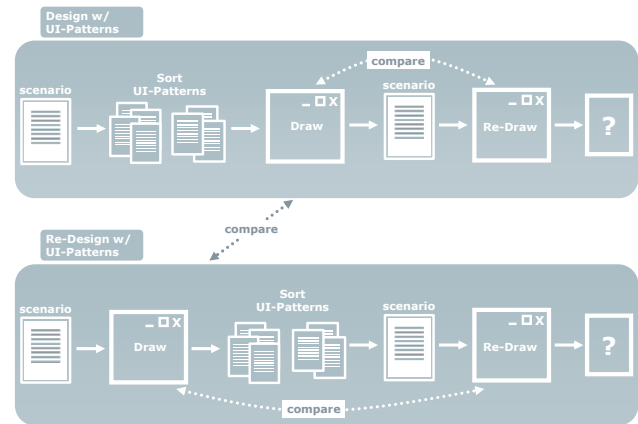 Design w/
UI-Patterns
compare
scenario
Sort
UI-Patterns
scenario
_ X
Draw
_ X
Re-Draw
?
compare
Re-Design w/
UI-Patterns
scenario
Sort
UI-Patterns
scenario
_ X
Draw
_ X
Re-Draw
?
compare